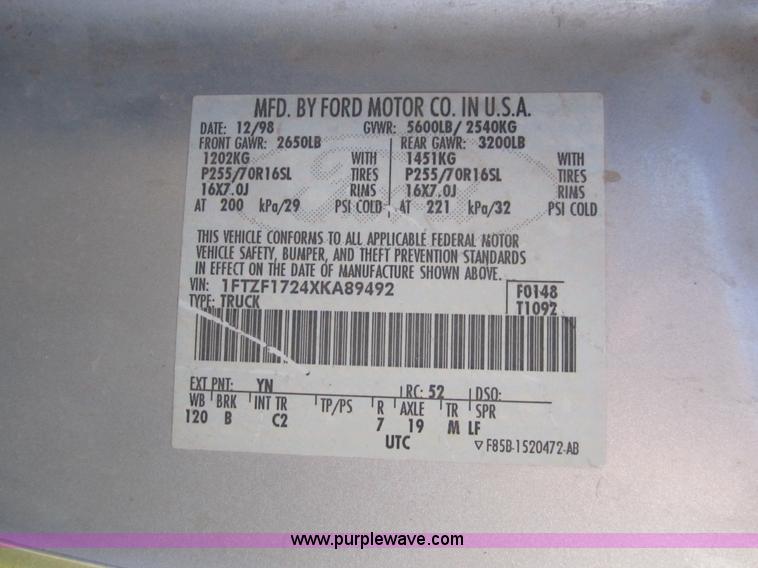 MFD. BY FORD MOTOR CO. IN U.S.A.
DATE: 12/98 GVWR: 5600LB/ 2540KG
FRONT GAWR: 2650LB REAR GAWR: 3200LB
1202KG WITH 1451KG WITH
P255/70R16SL TIRES P255/70R16SL TIRES
16X7.0J RIMS 16X7.0J RIMS
AT 200 kPa/29 PSI COLD AT 221 kPa/32 PSI COLD
THIS VEHICLE CONFORMS TO ALL APPLICABLE FEDERAL MOTOR
VEHICLE SAFETY, BUMPER, AND THEFT PREVENTION STANDARDS
IN EFFECT ON THE DATE OF MANUFACTURE SHOWN ABOVE.
VIN: 1FTZF1724XKA89492 F0148
TYPE: TRUCK T1092
EXT PNT: YN RC: 52 DSO:
WB BRK INT TR TP/PS R AXLE TR SPR
120 B C2 7 19 M LF
UTC F85B-1520472-AB
www.purplewave.com